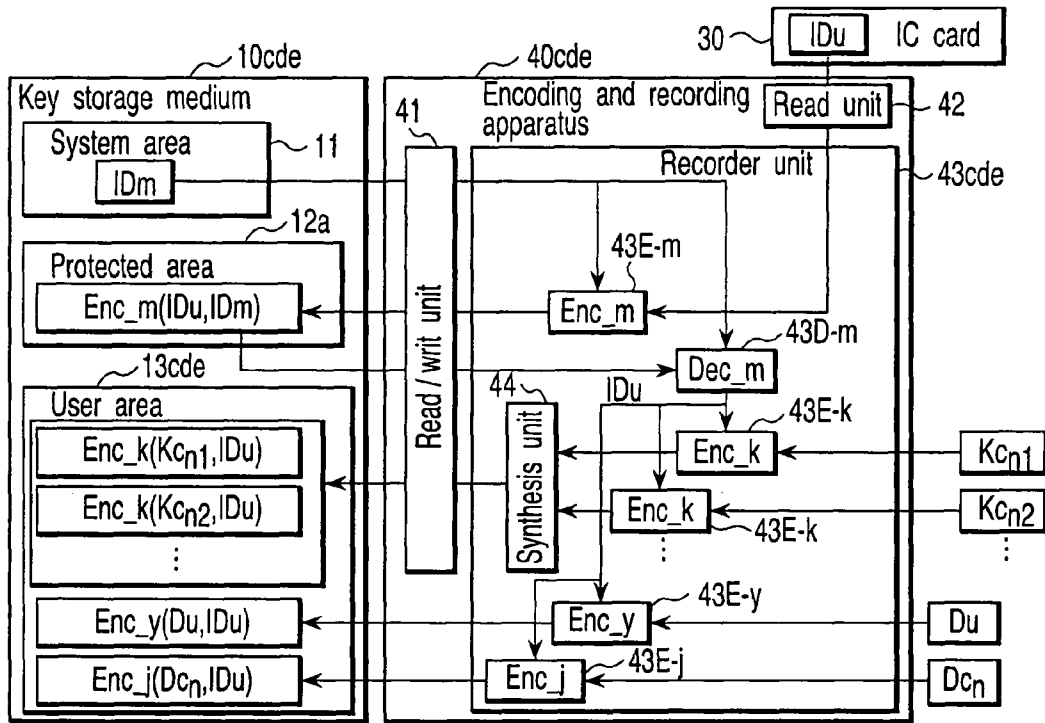 30
IDu
IC card
10cde
40cde
Key storage medium
Encoding and recording
apparatus
Read unit
42
41
System area
11
IDm
Recorder unit
43cde
12a
Protected area
Enc_m(IDu,IDm)
43E-m
Enc_m
43D-m
Dec_m
Read/writ unit
13cde
User area
44
IDu
43E-k
Enc_k(Kcn1,IDu)
Enc_k
Kcn1
Synthesis unit
Enc_k(Kcn2,IDu)
Enc_k
Kcn2
43E-k
⋮
⋮
⋮
43E-y
Enc_y(Du,IDu)
Enc_y
Du
43E-j
Enc_j(Dcn,IDu)
Enc_j
Dcn